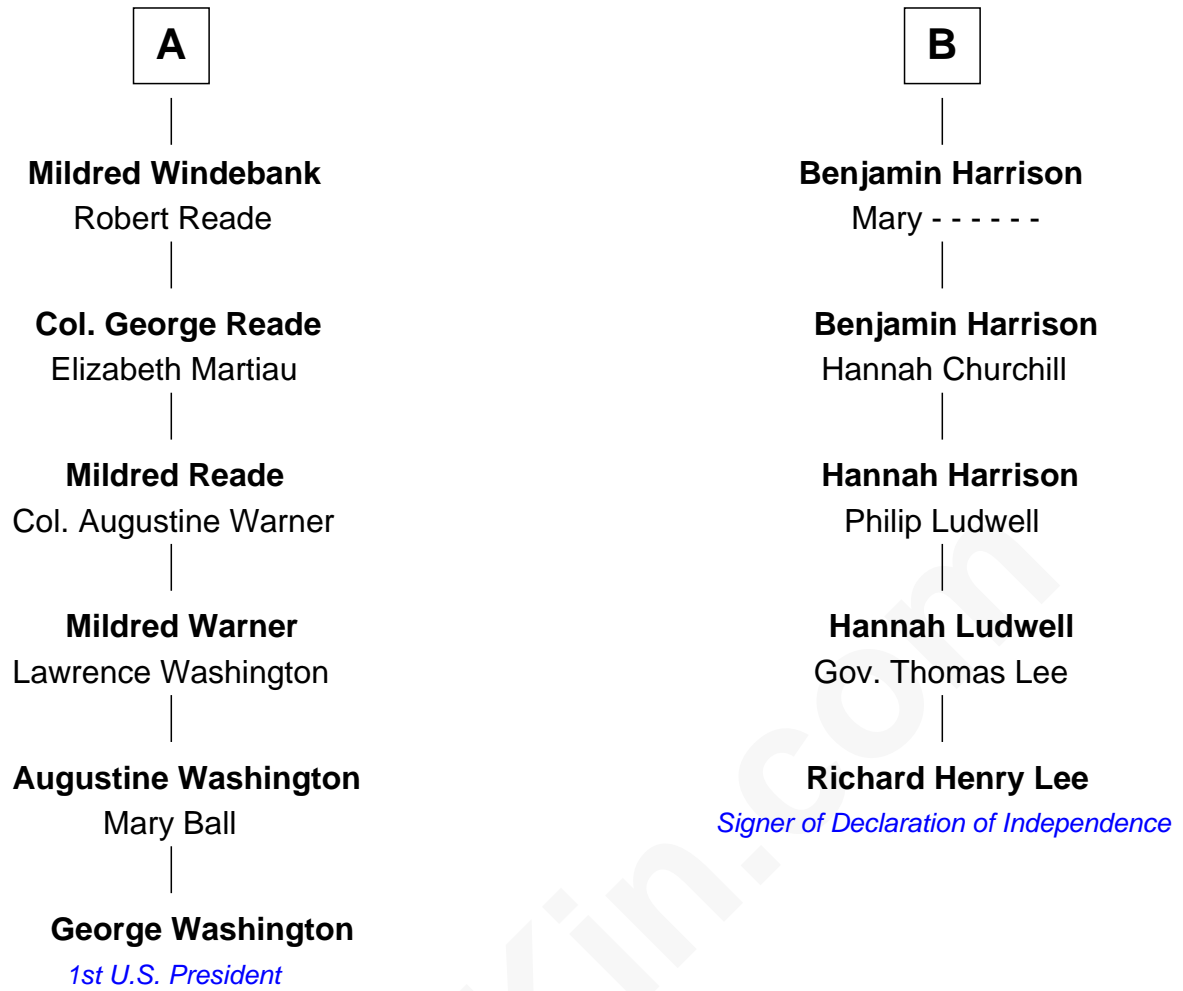 A
Mildred Windebank
Robert Reade
Col. George Reade
Elizabeth Martiau
Mildred Reade
Col. Augustine Warner
Mildred Warner
Lawrence Washington
Augustine Washington
Mary Ball
George Washington
1st U.S. President
B
Benjamin Harrison
Mary - - - - - -
Benjamin Harrison
Hannah Churchill
Hannah Harrison
Philip Ludwell
Hannah Ludwell
Gov. Thomas Lee
Richard Henry Lee
Signer of Declaration of Independence
Kin.com